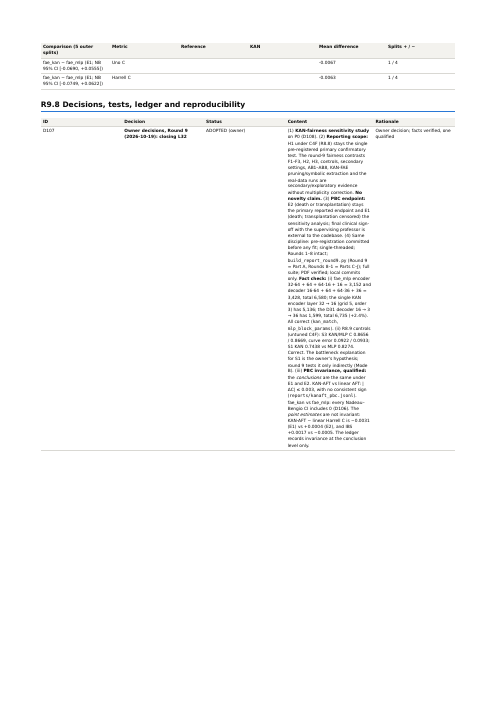 Comparison (5 outer splits) Metric Reference KAN Mean difference Splits + / −
fae_kan − fae_mlp (E1; NB 95% CI [-0.0690, +0.0555]) Uno C -0.0067 1 / 4
fae_kan − fae_mlp (E1; NB 95% CI [-0.0749, +0.0622]) Harrell C -0.0063 1 / 4
R9.8 Decisions, tests, ledger and reproducibility
ID Decision Status Content Rationale
D107 Owner decisions, Round 9 (2026-10-19): closing L32 ADOPTED (owner)
(1) KAN-fairness sensitivity study
on P0 (D108). (2) Reporting scope:
H1 under C4F (R8.8) stays the single
pre-registered primary confirmatory
test. The round-9 fairness contrasts
F1–F3, H2, H3, controls, secondary
settings, AB1–AB8, KAN-FAE
pruning/symbolic extraction and the
real-data runs are
secondary/exploratory evidence
without multiplicity correction. No
novelty claim. (3) PBC endpoint:
E2 (death or transplantation) stays
the primary reported endpoint and E1
(death; transplantation censored) the
sensitivity analysis; final clinical sign-
off with the supervising professor is
external to the codebase. (4) Same
discipline: pre-registration committed
before any fit; single-threaded;
Rounds 1–8 intact;
build_report_round9.py (Round 9
= Part A, Rounds 8–1 = Parts C–J); full
suite; PDF verified; local commits
only. Fact check: (i) fae_mlp encoder
32·64 + 64 + 64·16 + 16 = 3,152 and
decoder 16·64 + 64 + 64·36 + 36 =
3,428, total 6,580; the single KAN
encoder layer 32 → 16 (grid 5, order
3) has 5,136; the D31 decoder 16 → 3
→ 36 has 1,599, total 6,735 (+2.4%).
All correct (kan_match,
mlp_block_params). (ii) R8.9 controls
(untuned C4F): S3 KAN/MLP C 0.8656
/ 0.8669, curve error 0.0922 / 0.0933;
S1 KAN 0.7438 vs MLP 0.8274.
Correct. The bottleneck explanation
for S1 is the owner's hypothesis;
round 9 tests it only indirectly (Mode
B). (iii) PBC invariance, qualified:
the conclusions are the same under
E1 and E2. KAN-AFT vs linear AFT: |
ΔC| ≤ 0.003, with no consistent sign
(reports/kanaft_pbc.jsonl).
fae_kan vs fae_mlp: every Nadeau–
Bengio CI includes 0 (D106). The
point estimates are not invariant:
KAN-AFT − linear Harrell C is −0.0031
(E1) vs +0.0004 (E2), and IBS
+0.0017 vs −0.0005. The ledger
records invariance at the conclusion
level only.
Owner decision; facts verified, one
qualified